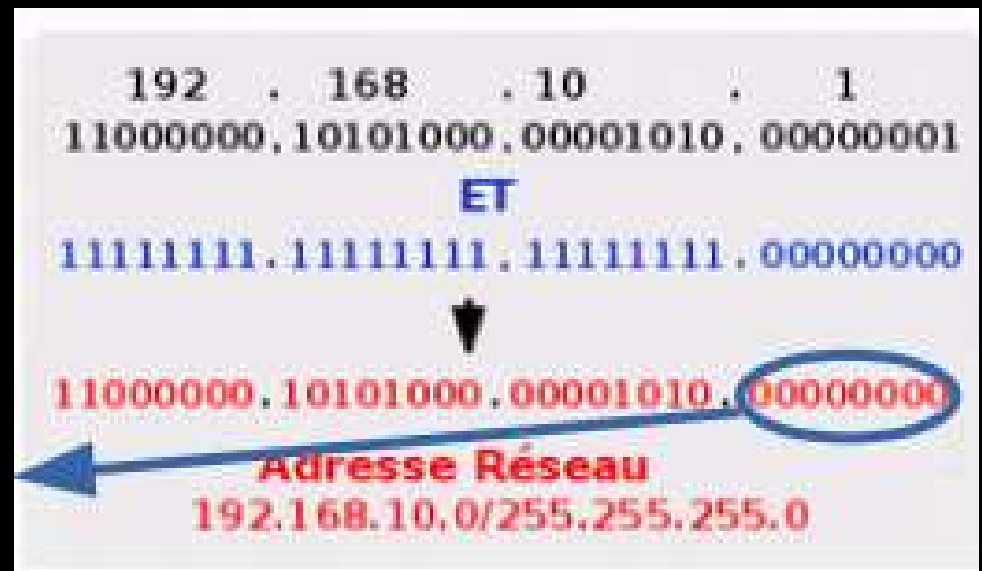 192 . 168 . 10 . 1
11000000.10101000.00001010.00000001
ET
11111111.11111111.11111111.00000000
11000000.10101000.00001010.00000000
Adresse Réseau
192.168.10.0/255.255.255.0